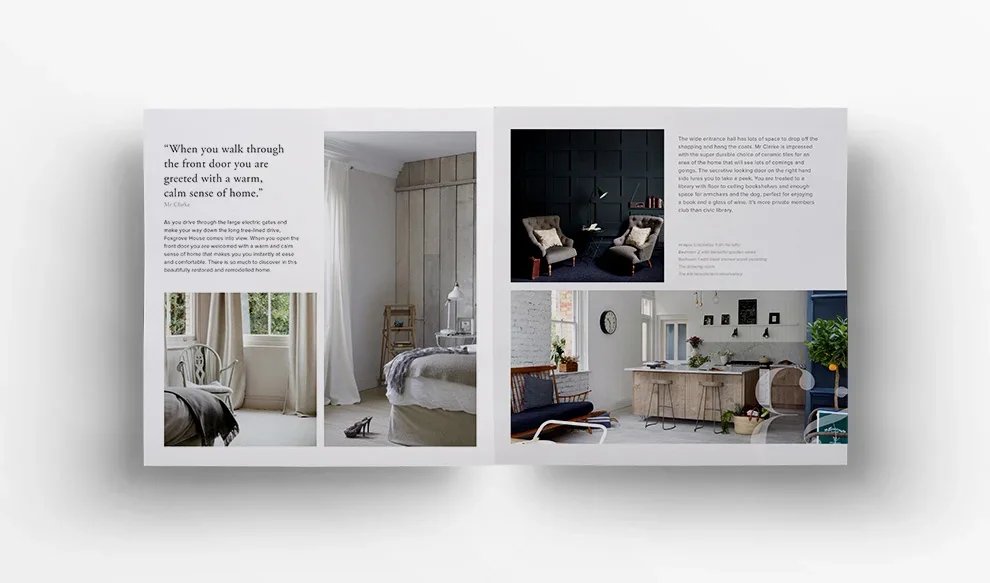 “When you walk through
the front door you are
greeted with a warm,
calm sense of home.”
Mr Clarke
As you drive through the large electric gates and
make your way down the long tree-lined drive,
Foxgrove House comes into view. When you open the
front door you are welcomed with a warm and calm
sense of home that makes you you instantly at ease
and comfortable. There is so much to discover in this
beautifully restored and remodelled home.
The wide entrance hall has lots of space to drop off the
shopping and hang the coats. Mr Clarke is impressed
with the super durable choice of ceramic tiles for an
area of the home that will see lots of comings and
goings. The secretive looking door on the right hand
side lures you to take a peek. You are treated to a
library with floor to ceiling bookshelves and enough
space for armchairs and the dog, perfect for enjoying
a book and a glass of wine. It's more private members
club than civic library.